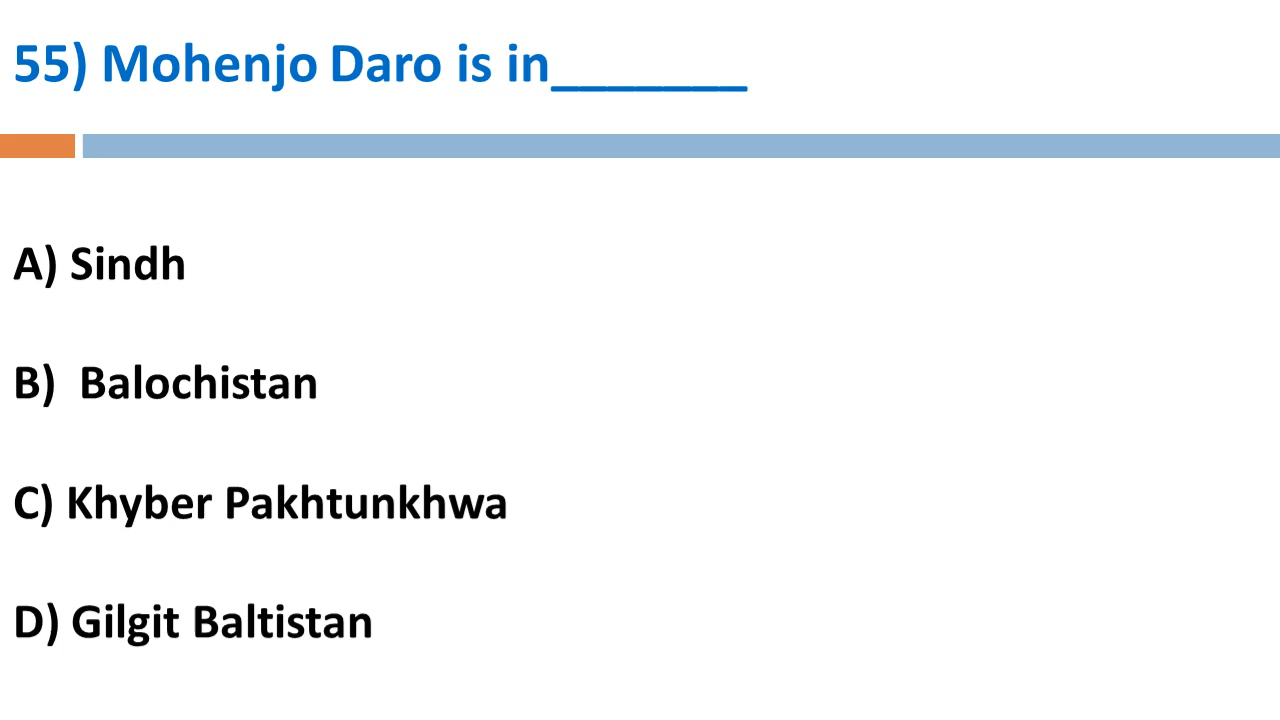 55) Mohenjo Daro is in_______
A) Sindh
B)  Balochistan
C) Khyber Pakhtunkhwa
D) Gilgit Baltistan